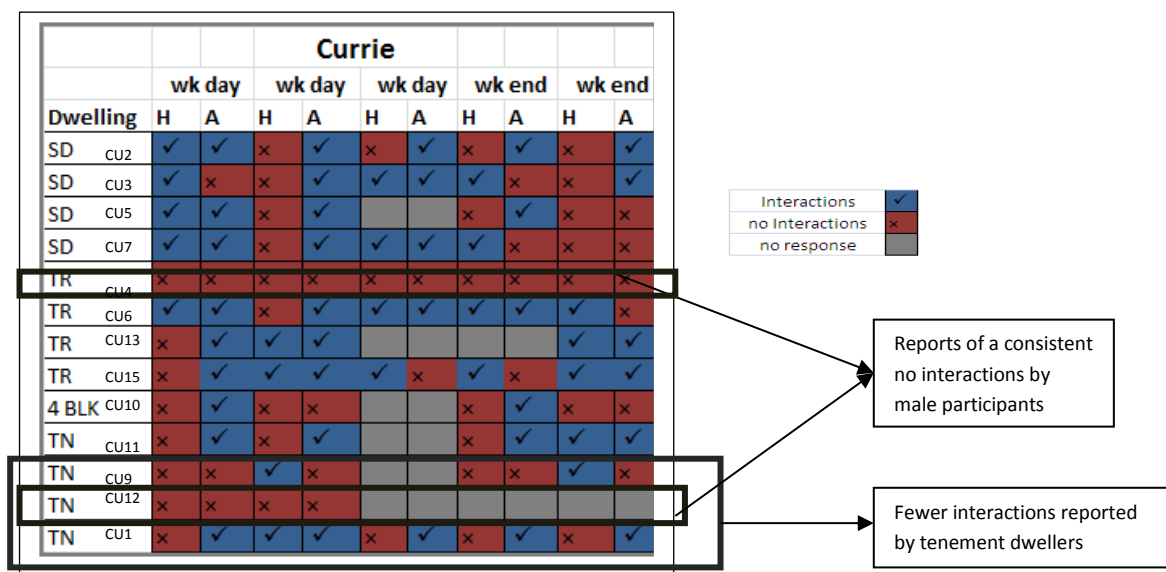 Currie
wk day wk day wk day wk end wk end
Dwelling H A H A H A H A H A
SD CU2 ✓ ✓ × ✓ × ✓ × ✓ × ✓
SD CU3 ✓ × × ✓ ✓ ✓ ✓ × × ✓
SD CU5 ✓ ✓ × ✓ × ✓ × ×
SD CU7 ✓ ✓ × ✓ ✓ ✓ ✓ × × ×
TR CU4 × × × × × × × × × ×
TR CU6 ✓ ✓ × ✓ ✓ ✓ ✓ ✓ ✓ ×
TR CU13 × ✓ ✓ ✓ ✓ ✓
TR CU15 × ✓ ✓ ✓ ✓ × ✓ × ✓ ✓
4 BLK CU10 × ✓ × × × ✓ × ×
TN CU11 × ✓ × ✓ × ✓ ✓ ✓
TN CU9 × × ✓ × × × ✓ ×
TN CU12 × × × ×
TN CU1 × ✓ ✓ ✓ × ✓ × ✓ × ✓
Interactions ✓
no Interactions ×
no response
Reports of a consistent
no interactions by
male participants
Fewer interactions reported
by tenement dwellers